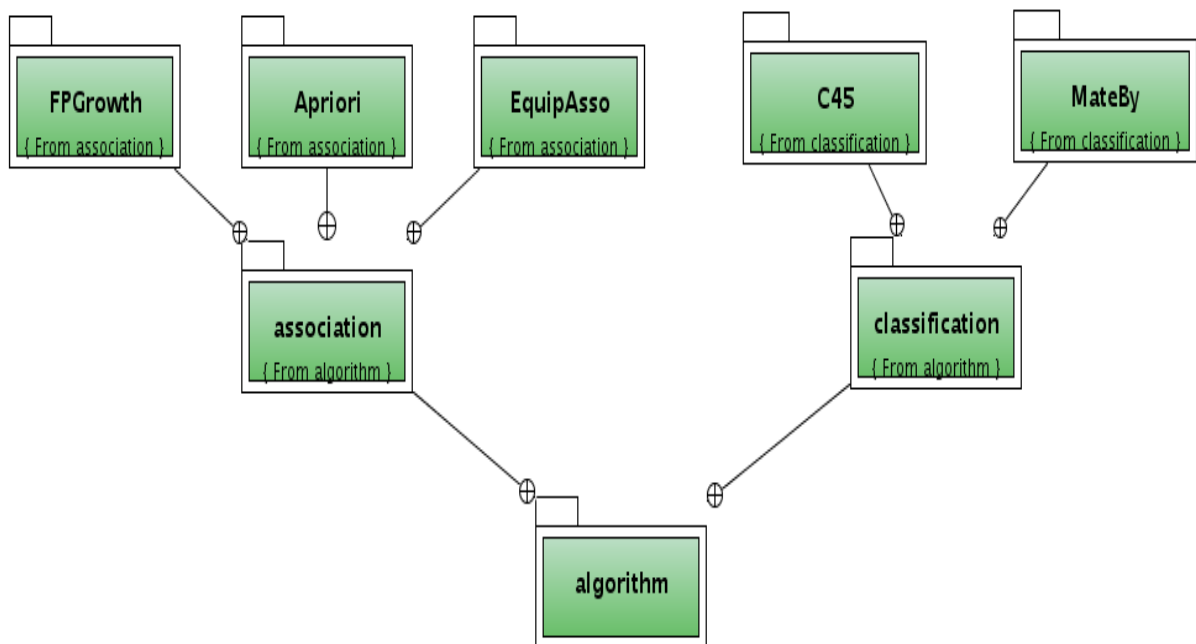 FPGrowth
{ From association }
Apriori
{ From association }
EquipAsso
{ From association }
C45
{ From classification }
MateBy
{ From classification }
association
{ From algorithm }
classification
{ From algorithm }
algorithm